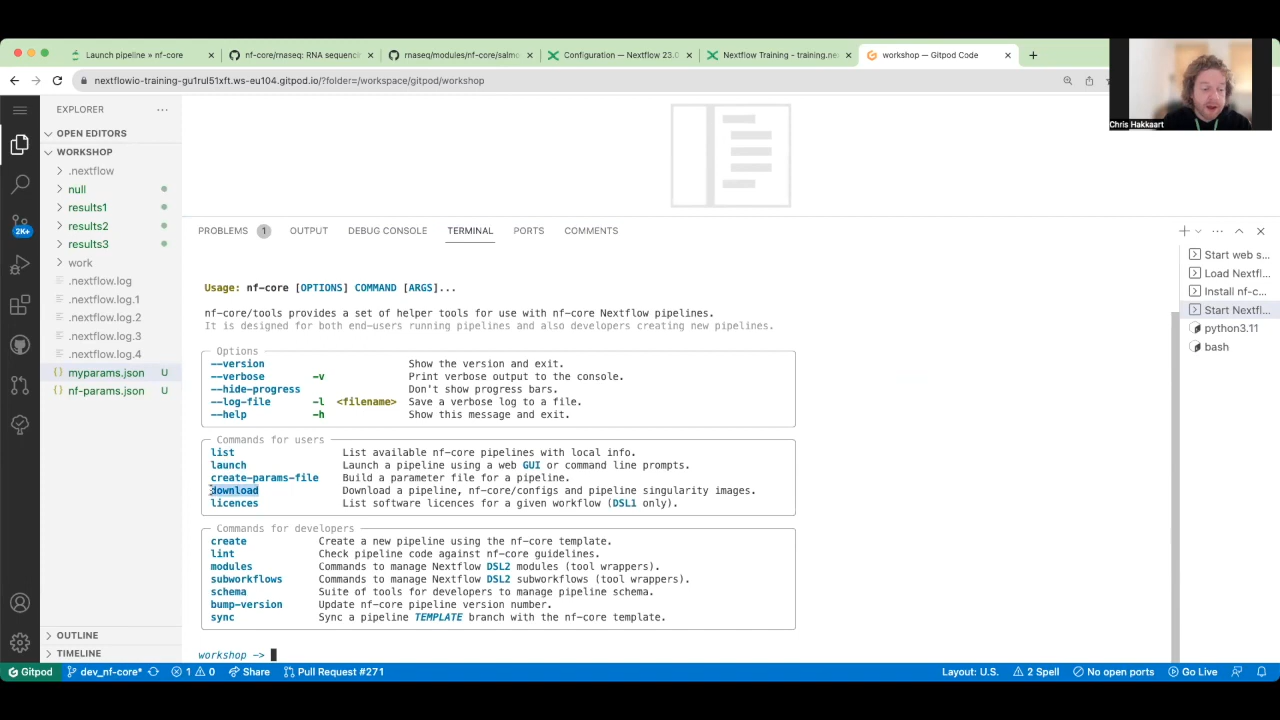 Launch pipeline » nf-core
nf-core/rnaseq: RNA sequencin
rnaseq/modules/nf-core/salmo
Configuration — Nextflow 23.0
Nextflow Training - training.ne
workshop — Gitpod Code
nextflowic-training-gu1rul51xft.ws-eu104.gitpod.io/?folder=/workspace/gitpod/workshop
Chris Hakkaart
EXPLORER
OPEN EDITORS
WORKSHOP
.nextflow
null
results1
results2
results3
work
.nextflow.log
.nextflow.log.1
.nextflow.log.2
.nextflow.log.3
.nextflow.log.4
myparams.json U
nf-params.json U
OUTLINE
TIMELINE
2K+
PROBLEMS 1 OUTPUT DEBUG CONSOLE TERMINAL PORTS COMMENTS
Usage: nf-core [OPTIONS] COMMAND [ARGS]...
nf-core/tools provides a set of helper tools for use with nf-core Nextflow pipelines.
It is designed for both end-users running pipelines and also developers creating new pipelines.
Options
--version Show the version and exit.
--verbose -v Print verbose output to the console.
--hide-progress Don't show progress bars.
--log-file -l <filename> Save a verbose log to a file.
--help -h Show this message and exit.
Commands for users
list List available nf-core pipelines with local info.
launch Launch a pipeline using a web GUI or command line prompts.
create-params-file Build a parameter file for a pipeline.
download Download a pipeline, nf-core/configs and pipeline singularity images.
licences List software licences for a given workflow (DSL1 only).
Commands for developers
create Create a new pipeline using the nf-core template.
lint Check pipeline code against nf-core guidelines.
modules Commands to manage Nextflow DSL2 modules (tool wrappers).
subworkflows Commands to manage Nextflow DSL2 subworkflows (tool wrappers).
schema Suite of tools for developers to manage pipeline schema.
bump-version Update nf-core pipeline version number.
sync Sync a pipeline TEMPLATE branch with the nf-core template.
workshop ->
Start web s...
Load Nextfl...
Install nf-c...
Start Nextfl...
python3.11
bash
Gitpod dev_nf-core* 1 0 Share Pull Request #271 Layout: U.S. 2 Spell No open ports Go Live